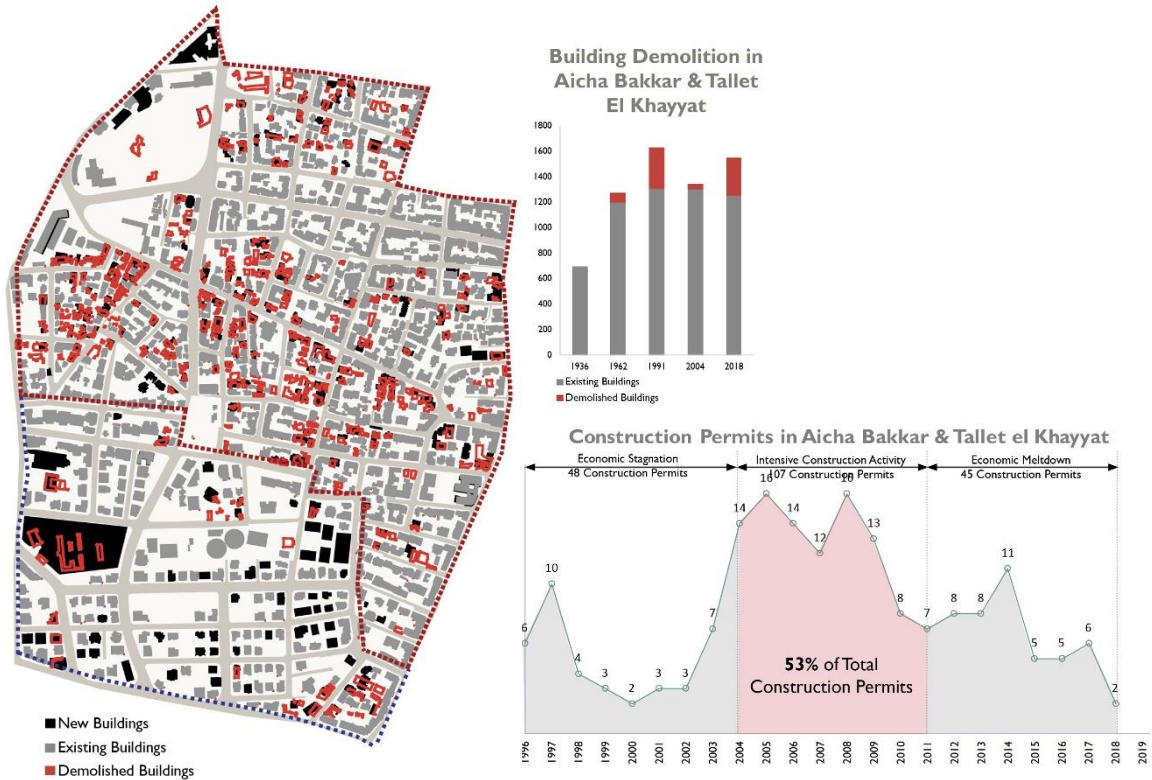 Building Demolition in
Aicha Bakkar & Tallet
El Khayyat
1800
1600
1400
1200
1000
800
600
400
200
0
1936 1962 1991 2004 2018
Existing Buildings
Demolished Buildings
Construction Permits in Aicha Bakkar & Tallet el Khayyat
Economic Stagnation Intensive Construction Activity Economic Meltdown
48 Construction Permits 107 Construction Permits 45 Construction Permits
6 10 4 3 2 3 3 7 14 16 14 12 16 13 8 7 8 8 11 5 5 6 2
53% of Total
Construction Permits
1996 1997 1998 1999 2000 2001 2002 2003 2004 2005 2006 2007 2008 2009 2010 2011 2012 2013 2014 2015 2016 2017 2018 2019
New Buildings
Existing Buildings
Demolished Buildings